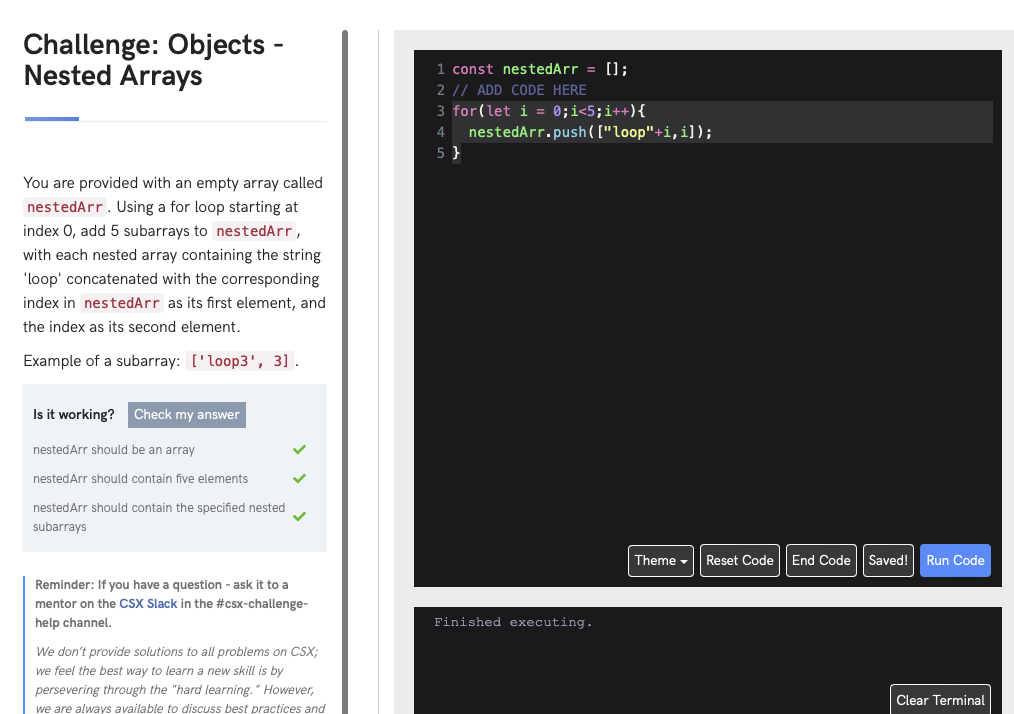 Challenge: Objects -
Nested Arrays
You are provided with an empty array called
nestedArr. Using a for loop starting at
index 0, add 5 subarrays to nestedArr,
with each nested array containing the string
'loop' concatenated with the corresponding
index in nestedArr as its first element, and
the index as its second element.
Example of a subarray: ['loop3', 3].
Is it working? Check my answer
nestedArr should be an array
nestedArr should contain five elements
nestedArr should contain the specified nested
subarrays
Reminder: If you have a question - ask it to a
mentor on the CSX Slack in the #csx-challenge-
help channel.
We don't provide solutions to all problems on CSX;
we feel the best way to learn a new skill is by
persevering through the "hard learning." However,
we are always available to discuss best practices and
1 const nestedArr = [];
2 // ADD CODE HERE
3 for(let i = 0;i<5;i++){
4   nestedArr.push(["loop"+i,i]);
5 }
Theme Reset Code End Code Saved! Run Code
Finished executing.
Clear Terminal